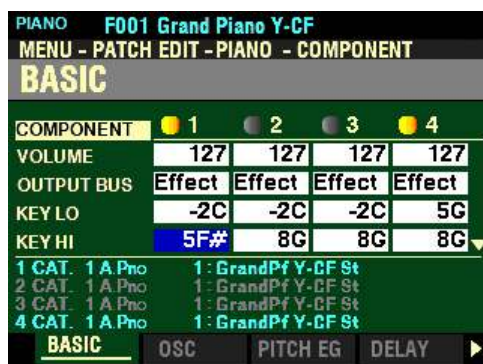 PIANO F001 Grand Piano Y-CF
MENU - PATCH EDIT - PIANO - COMPONENT
BASIC
COMPONENT 1 2 3 4
VOLUME 127 127 127 127
OUTPUT BUS Effect Effect Effect Effect
KEY LO -2C -2C -2C 5G
KEY HI 5F# 8G 8G 8G
1 CAT. 1 A.Pno 1: GrandPf Y-CF St
2 CAT. 1 A.Pno 1: GrandPf Y-CF St
3 CAT. 1 A.Pno 1: GrandPf Y-CF St
4 CAT. 1 A.Pno 1: GrandPf Y-CF St
BASIC OSC PITCH EG DELAY